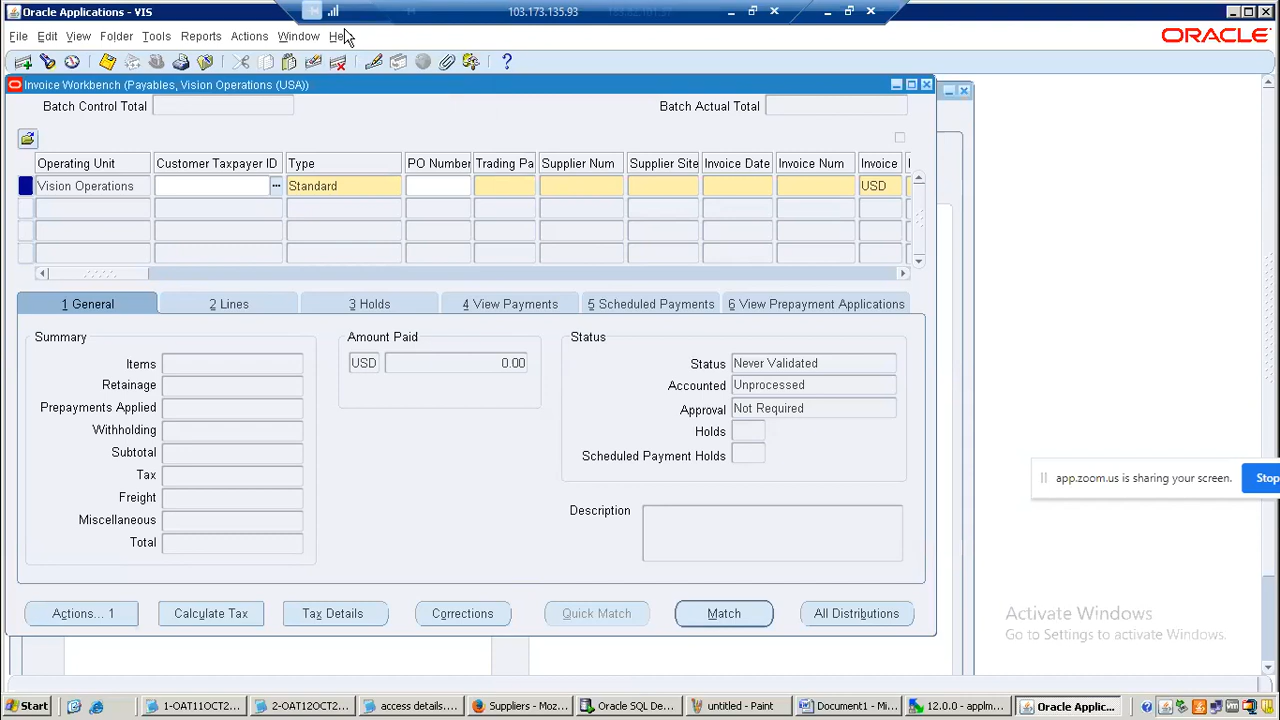 Oracle Applications - VIS
103.173.135.93
File Edit View Folder Tools Reports Actions Window Help
ORACLE
Invoice Workbench (Payables, Vision Operations (USA))
Batch Control Total Batch Actual Total
Operating Unit Customer Taxpayer ID Type PO Number Trading Pa Supplier Num Supplier Site Invoice Date Invoice Num Invoice
Vision Operations Standard USD
1 General 2 Lines 3 Holds 4 View Payments 5 Scheduled Payments 6 View Prepayment Applications
Summary Amount Paid Status
Items USD 0.00 Status Never Validated
Retainage Accounted Unprocessed
Prepayments Applied Approval Not Required
Withholding Holds
Subtotal Scheduled Payment Holds
Tax
Freight
Miscellaneous Description
Total
app.zoom.us is sharing your screen. Stop
Actions... 1 Calculate Tax Tax Details Corrections Quick Match Match All Distributions
Activate Windows
Go to Settings to activate Windows.
Start 1-OAT11OCT2... 2-OAT12OCT2... access details.... Suppliers - Mo... Oracle SQL De... untitled - Paint Document1 - Mi... 12.0.0 - applm... Oracle Applic...